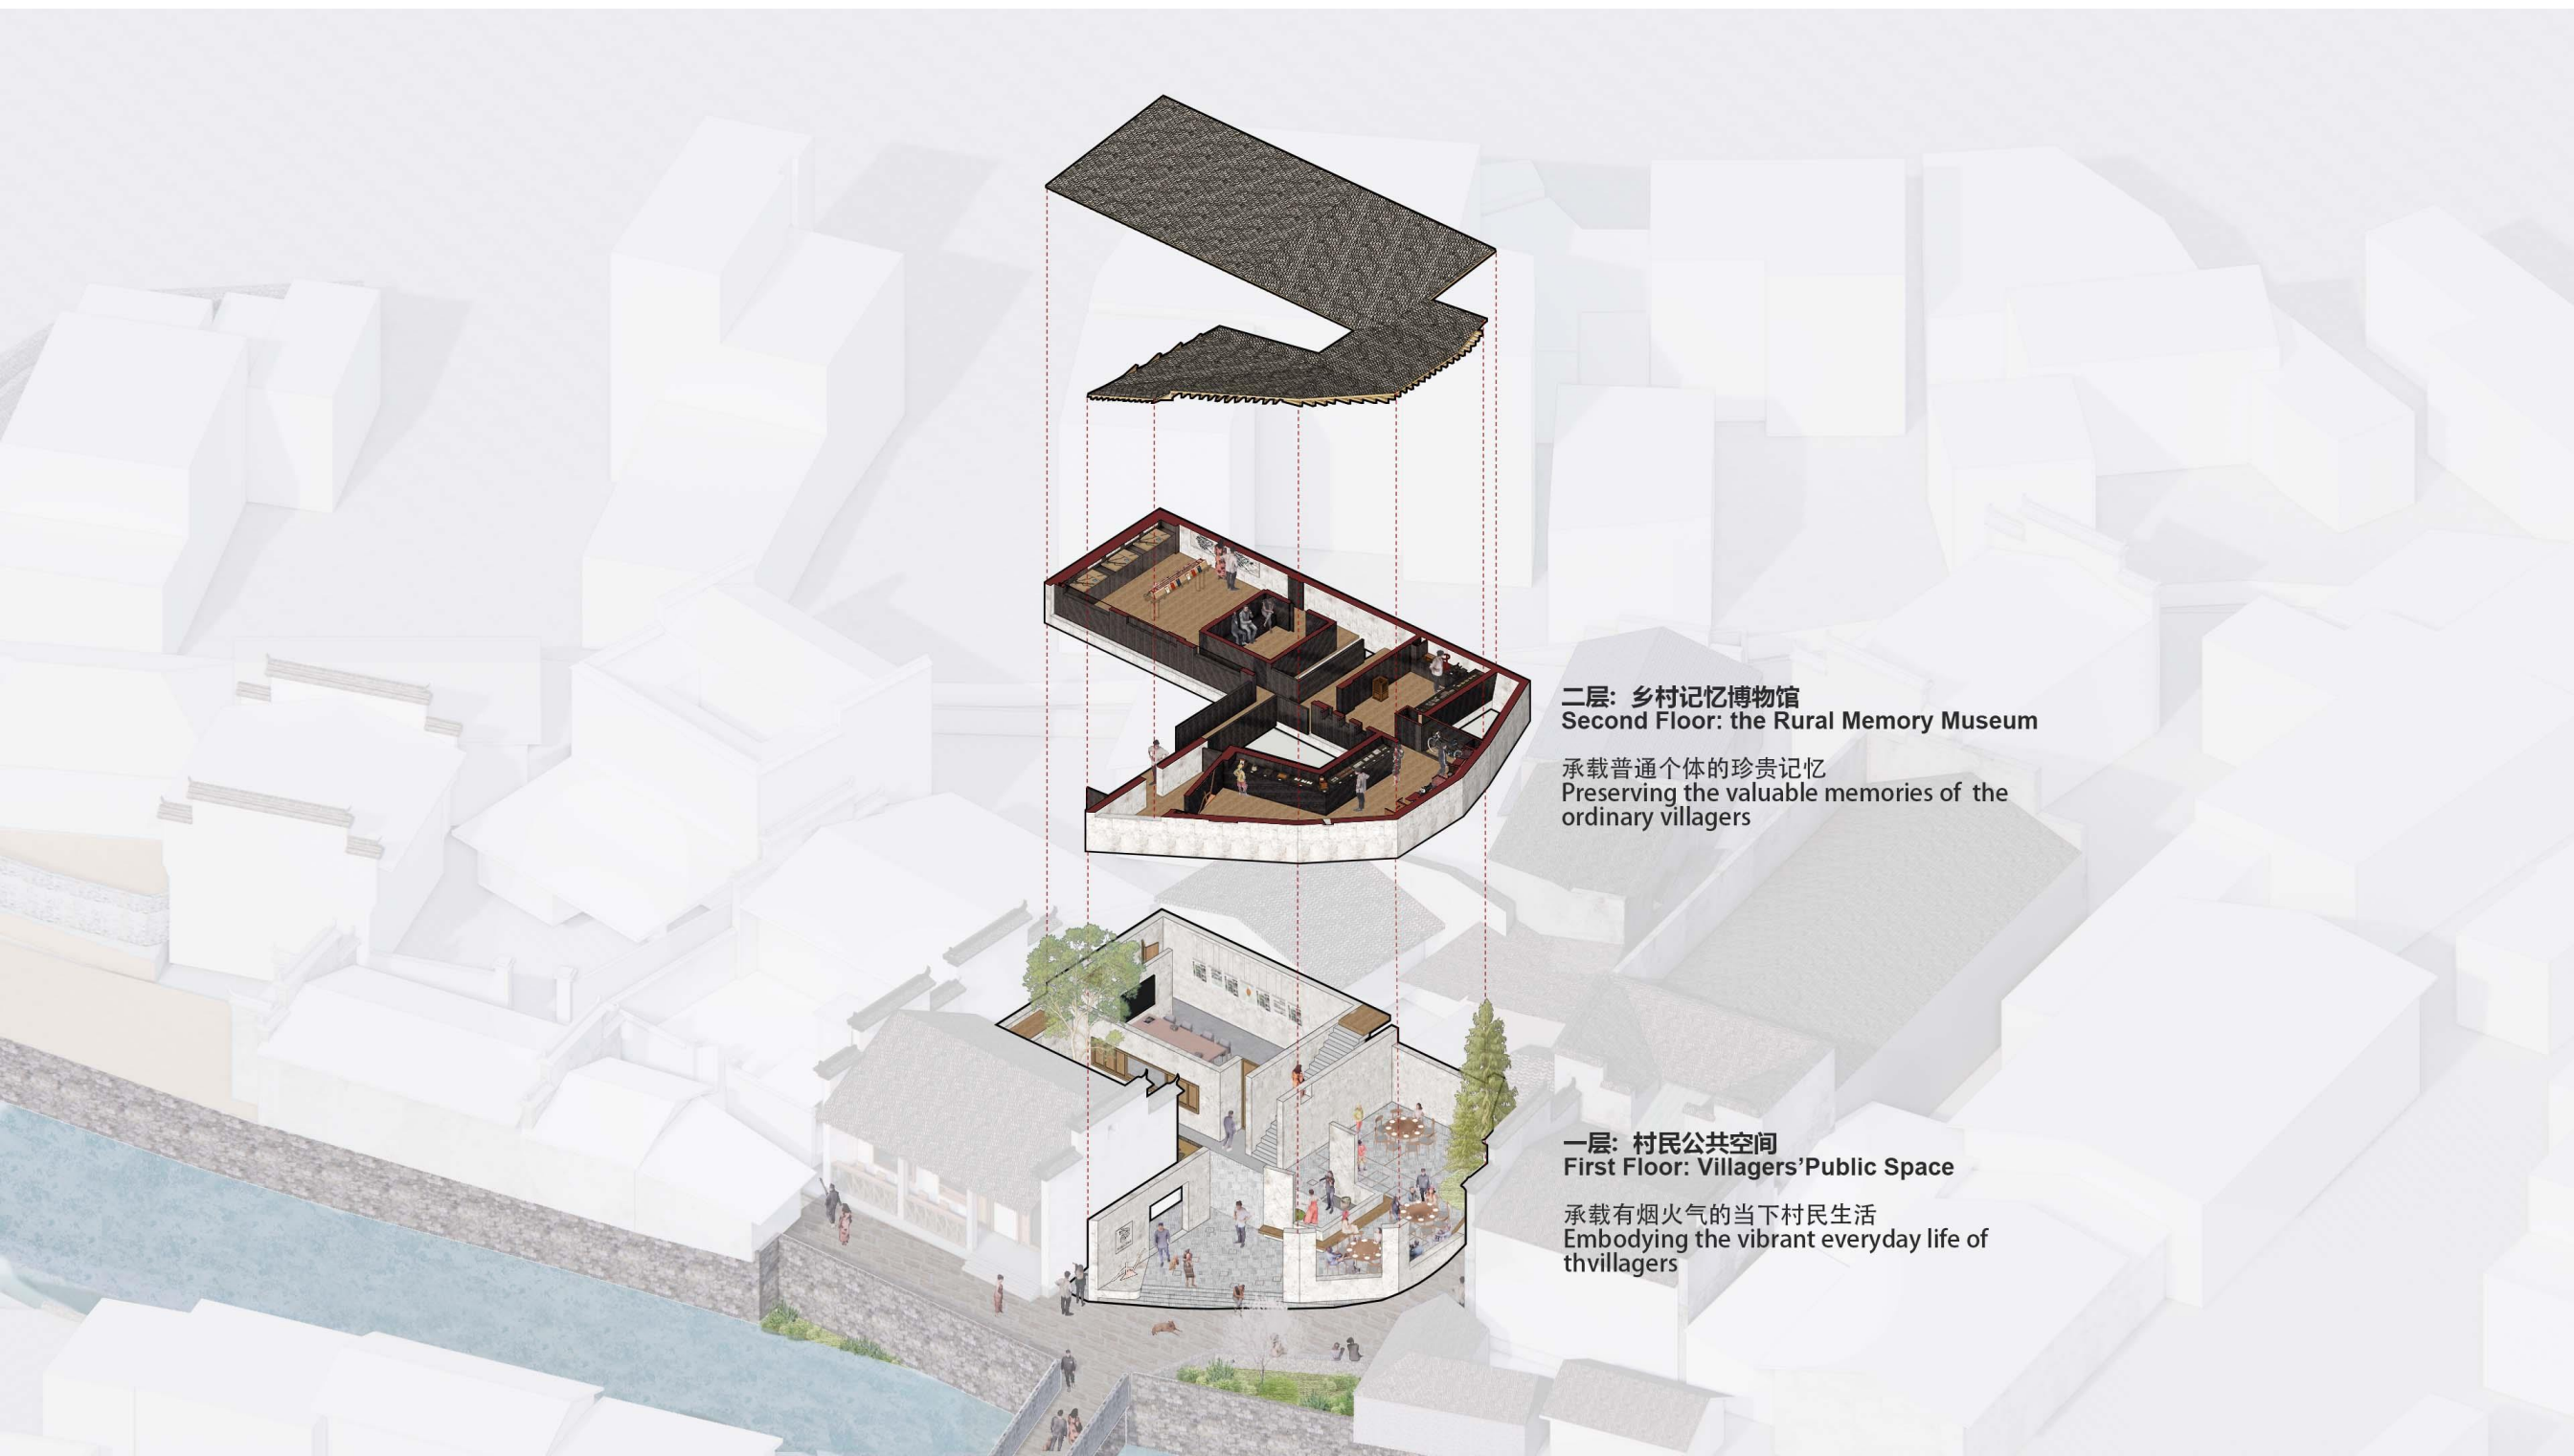 二层: 乡村记忆博物馆
Second Floor: the Rural Memory Museum
承载普通个体的珍贵记忆
Preserving the valuable memories of the
ordinary villagers
一层: 村民公共空间
First Floor: Villagers'Public Space
承载有烟火气的当下村民生活
Embodying the vibrant everyday life of
thvillagers